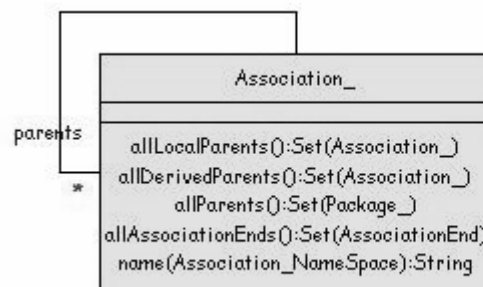 Association_
parents
*
allLocalParents():Set(Association_)
allDerivedParents():Set(Association_)
allParents():Set(Package_)
allAssociationEnds():Set(AssociationEnd)
name(Association_NameSpace):String